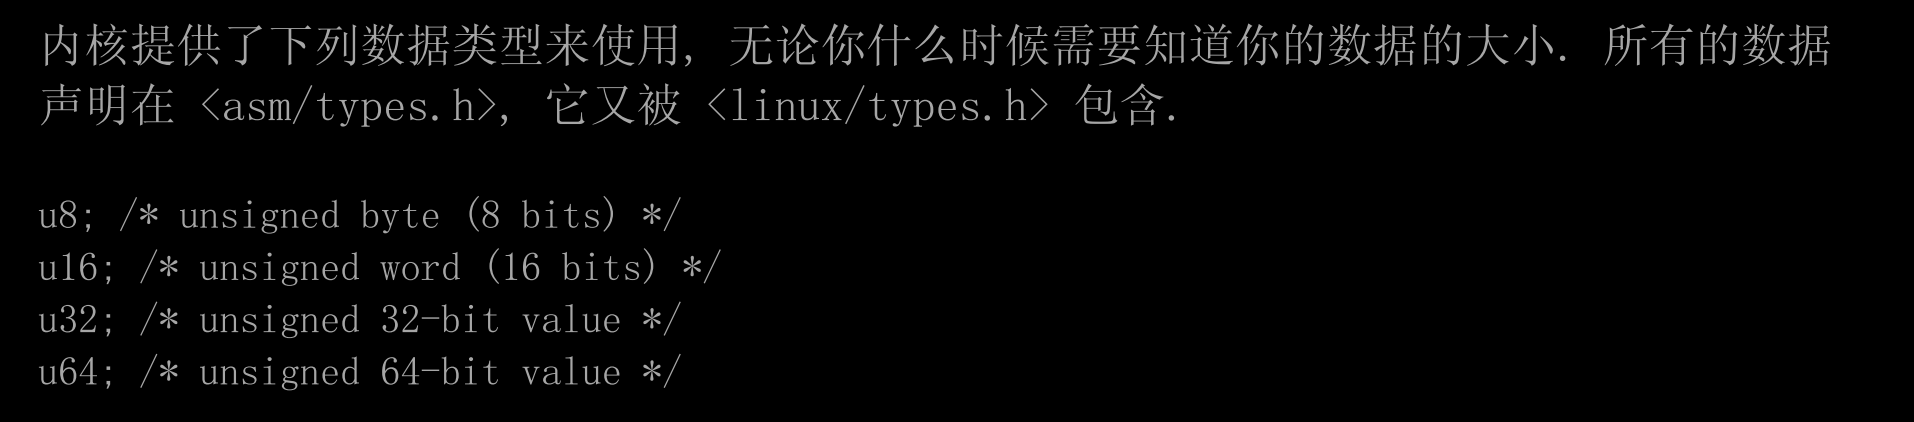 内核提供了下列数据类型来使用, 无论你什么时候需要知道你的数据的大小. 所有的数据
声明在 <asm/types.h>, 它又被 <linux/types.h> 包含.
u8; /* unsigned byte (8 bits) */
u16; /* unsigned word (16 bits) */
u32; /* unsigned 32-bit value */
u64; /* unsigned 64-bit value */